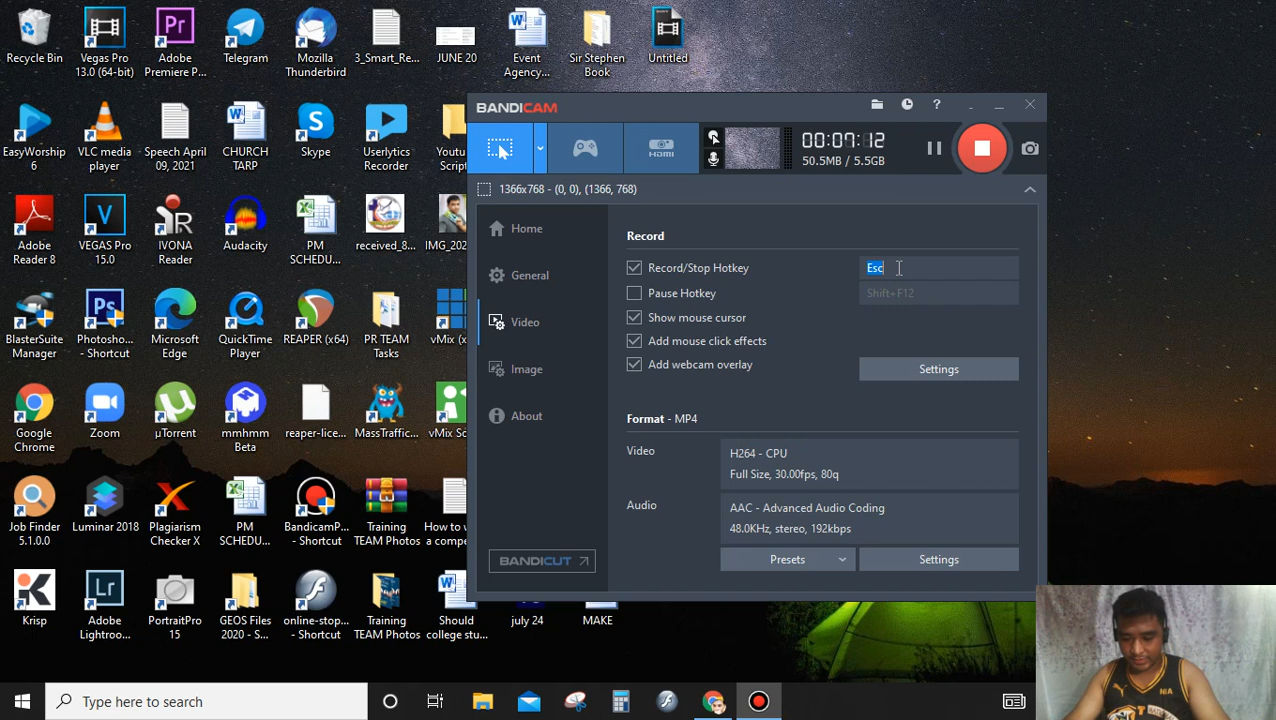 Recycle Bin
Vegas Pro
13.0 (64-bit)
Adobe
Premiere P...
Telegram
Mozilla
Thunderbird
3_Smart_Re...
JUNE 20
Event
Agency...
Sir Stephen
Book
Untitled
EasyWorship
6
VLC media
player
Speech April
09, 2021
CHURCH
TARP
Skype
Userlytics
Recorder
Youtu
Script
Adobe
Reader 8
VEGAS Pro
15.0
IVONA
Reader
Audacity
PM
SCHEDU...
received_8...
IMG_202
BlasterSuite
Manager
Photosho...
- Shortcut
Microsoft
Edge
QuickTime
Player
REAPER (x64)
PR TEAM
Tasks
vMix (x
Google
Chrome
Zoom
µTorrent
mmhmm
Beta
reaper-lice...
MassTraffic...
vMix So
Job Finder
5.1.0.0
Luminar 2018
Plagiarism
Checker X
PM
SCHEDU...
BandicamP...
- Shortcut
Training
TEAM Photos
How to w
a compe
Krisp
Adobe
Lightroo...
PortraitPro
15
GEOS Files
2020 - S...
online-stop...
- Shortcut
Training
TEAM Photos
Should
college stu...
july 24
MAKE
BANDICAM
?
HDMI
00:07:12
50.5MB / 5.5GB
1366x768 - (0, 0), (1366, 768)
Home
General
Video
Image
About
BANDICUT
Record
Record/Stop Hotkey
Esc
Pause Hotkey
Shift+F12
Show mouse cursor
Add mouse click effects
Add webcam overlay
Settings
Format - MP4
Video
H264 - CPU
Full Size, 30.00fps, 80q
Audio
AAC - Advanced Audio Coding
48.0KHz, stereo, 192kbps
Presets
Settings
Type here to search